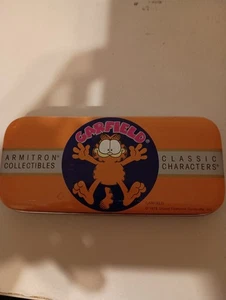 GARFIELD
ARMITRON
COLLECTIBLES
CLASSIC
CHARACTERS